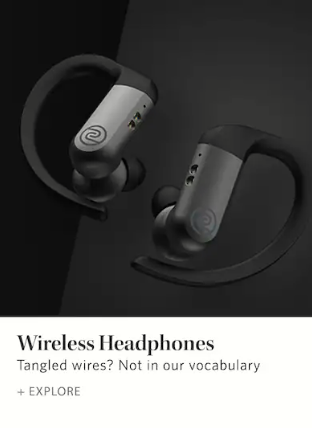 Wireless Headphones
Tangled wires? Not in our vocabulary
+ EXPLORE